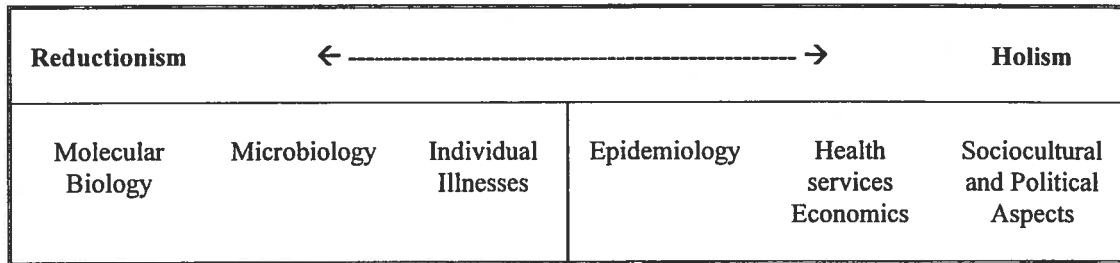 Reductionism ← ------------------------------------------------------- → Holism
Molecular Biology
Microbiology
Individual Illnesses
Epidemiology
Health services Economics
Sociocultural and Political Aspects